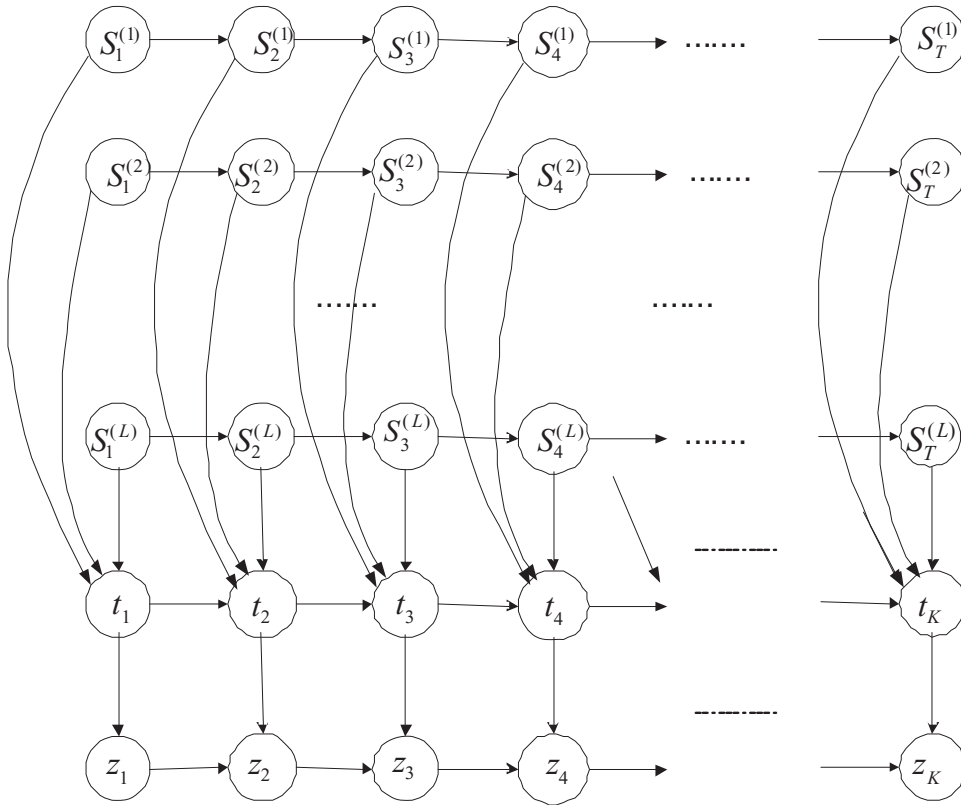 S_1^{(1)} S_2^{(1)} S_3^{(1)} S_4^{(1)} ....... S_T^{(1)}
S_1^{(2)} S_2^{(2)} S_3^{(2)} S_4^{(2)} ....... S_T^{(2)}
....... .......
S_1^{(L)} S_2^{(L)} S_3^{(L)} S_4^{(L)} ....... S_T^{(L)}
t_1 t_2 t_3 t_4 t_K
z_1 z_2 z_3 z_4 z_K